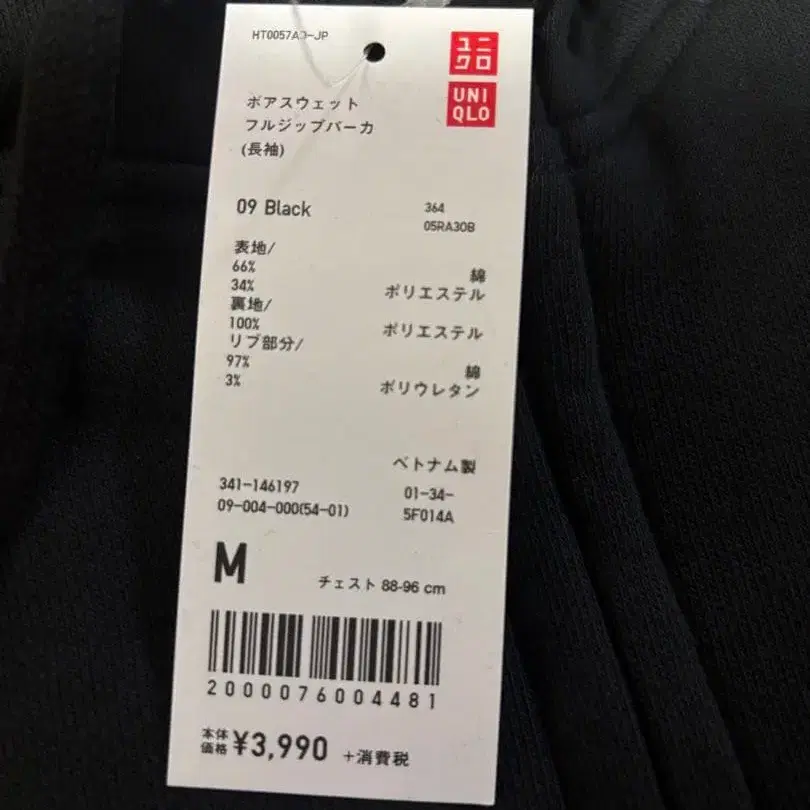 HT0057A0-JP
ユニ
クロ
UNI
QLO
ボアスウェット
フルジップパーカ
(長袖)
09 Black
364
05RA30B
表地/
66% 綿
34% ポリエステル
裏地/
100% ポリエステル
リブ部分/
97% 綿
3% ポリウレタン
ベトナム製
341-146197 01-34-
09-004-000(54-01) 5F014A
M チェスト 88-96 cm
2000076004481
本体
価格 ¥3,990 +消費税